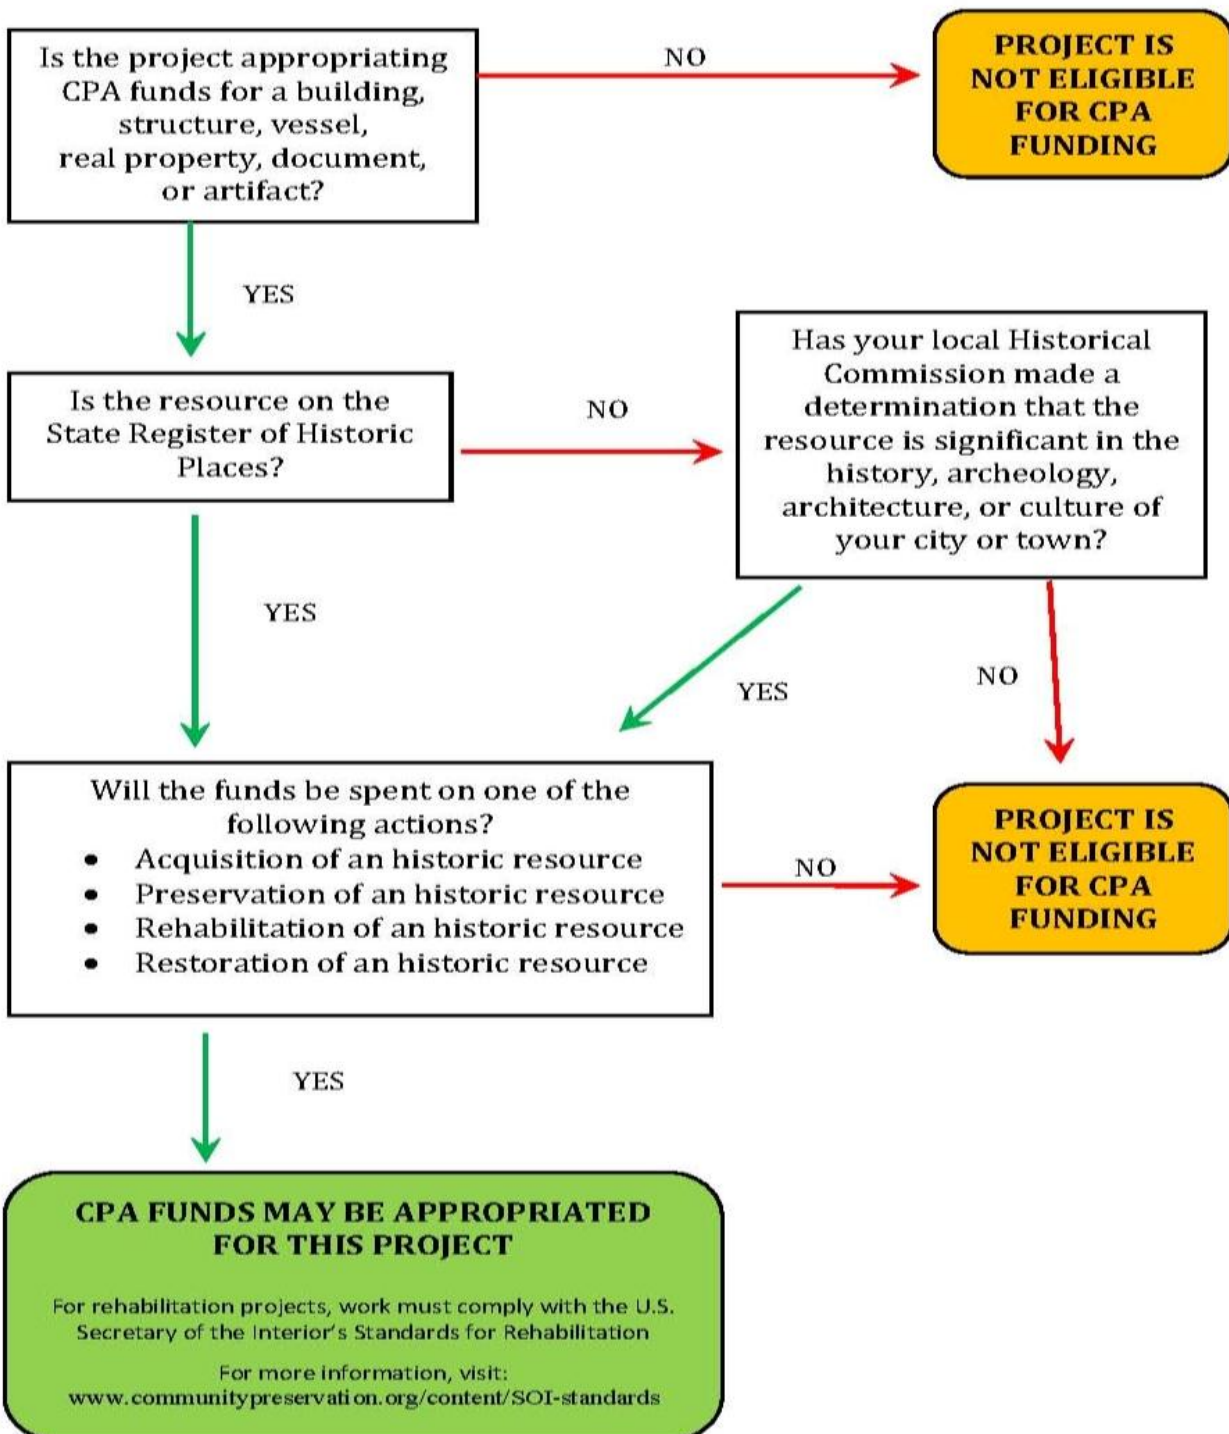 Is the project appropriating
CPA funds for a building,
structure, vessel,
real property, document,
or artifact?
NO
PROJECT IS
NOT ELIGIBLE
FOR CPA
FUNDING
YES
Is the resource on the
State Register of Historic
Places?
NO
Has your local Historical
Commission made a
determination that the
resource is significant in the
history, archeology,
architecture, or culture of
your city or town?
YES
YES
NO
Will the funds be spent on one of the
following actions?
• Acquisition of an historic resource
• Preservation of an historic resource
• Rehabilitation of an historic resource
• Restoration of an historic resource
NO
PROJECT IS
NOT ELIGIBLE
FOR CPA
FUNDING
YES
CPA FUNDS MAY BE APPROPRIATED
FOR THIS PROJECT
For rehabilitation projects, work must comply with the U.S.
Secretary of the Interior's Standards for Rehabilitation
For more information, visit:
www.communitypreservation.org/content/SOI-standards